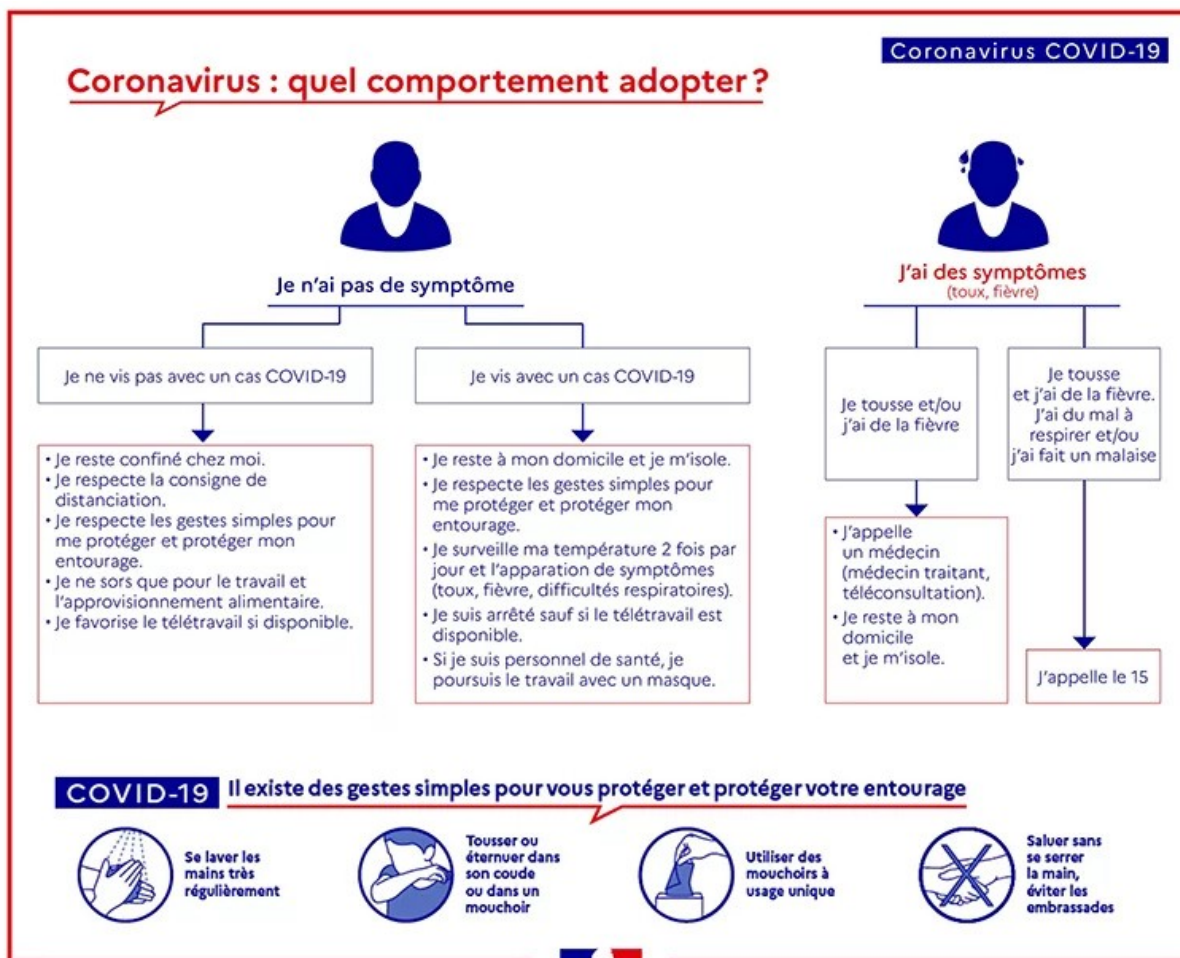 Coronavirus COVID-19
Coronavirus : quel comportement adopter ?
Je n'ai pas de symptôme
J'ai des symptômes
(toux, fièvre)
Je ne vis pas avec un cas COVID-19
Je vis avec un cas COVID-19
Je tousse et/ou
j'ai de la fièvre
Je tousse
et j'ai de la fièvre.
J'ai du mal à
respirer et/ou
j'ai fait un malaise
• Je reste confiné chez moi.
• Je respecte la consigne de
distanciation.
• Je respecte les gestes simples pour
me protéger et protéger mon
entourage.
• Je ne sors que pour le travail et
l'approvisionnement alimentaire.
• Je favorise le télétravail si disponible.
• Je reste à mon domicile et je m'isole.
• Je respecte les gestes simples pour
me protéger et protéger mon
entourage.
• Je surveille ma température 2 fois par
jour et l'apparation de symptômes
(toux, fièvre, difficultés respiratoires).
• Je suis arrêté sauf si le télétravail est
disponible.
• Si je suis personnel de santé, je
poursuis le travail avec un masque.
• J'appelle
un médecin
(médecin traitant,
téléconsultation).
• Je reste à mon
domicile
et je m'isole.
J'appelle le 15
COVID-19 Il existe des gestes simples pour vous protéger et protéger votre entourage
Se laver les
mains très
régulièrement
Tousser ou
éternuer dans
son coude
ou dans un
mouchoir
Utiliser des
mouchoirs à
usage unique
Saluer sans
se serrer
la main,
éviter les
embrassades